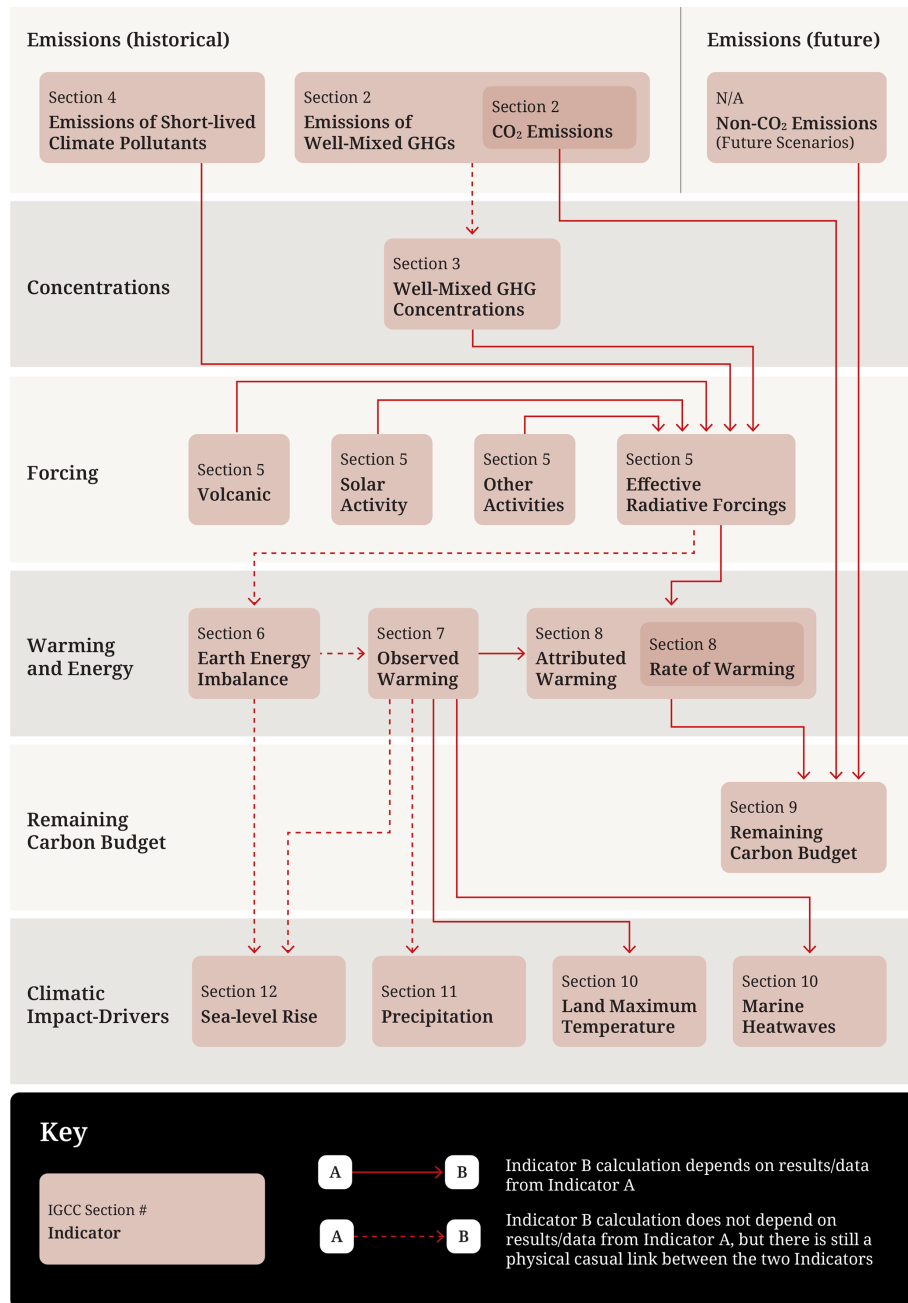 Emissions (historical)
Emissions (future)
Section 4
Emissions of Short-lived
Climate Pollutants
Section 2
Emissions of
Well-Mixed GHGs
Section 2
CO₂ Emissions
N/A
Non-CO₂ Emissions
(Future Scenarios)
Concentrations
Section 3
Well-Mixed GHG
Concentrations
Forcing
Section 5
Volcanic
Section 5
Solar
Activity
Section 5
Other
Activities
Section 5
Effective
Radiative Forcings
Warming
and Energy
Section 6
Earth Energy
Imbalance
Section 7
Observed
Warming
Section 8
Attributed
Warming
Section 8
Rate of Warming
Remaining
Carbon Budget
Section 9
Remaining
Carbon Budget
Climatic
Impact-Drivers
Section 12
Sea-level Rise
Section 11
Precipitation
Section 10
Land Maximum
Temperature
Section 10
Marine
Heatwaves
Key
IGCC Section #
Indicator
A
B
Indicator B calculation depends on results/data
from Indicator A
A
B
Indicator B calculation does not depend on
results/data from Indicator A, but there is still a
physical casual link between the two Indicators